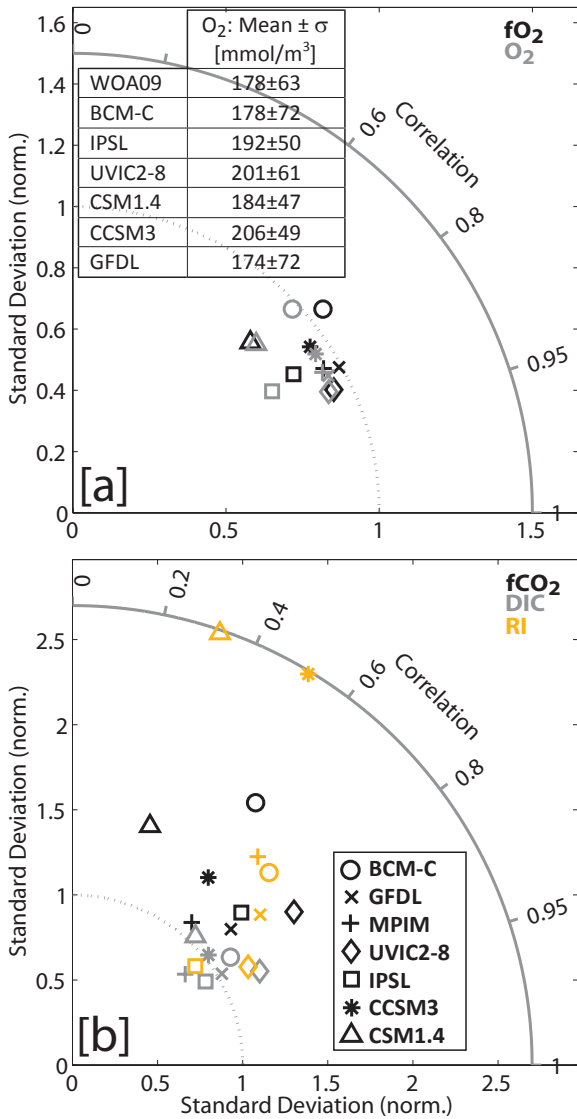 O₂: Mean ± σ
[mmol/m³]
WOA09 178±63
BCM-C 178±72
IPSL 192±50
UVIC2-8 201±61
CSM1.4 184±47
CCSM3 206±49
GFDL 174±72
fO₂
O₂
Correlation
0
0.6
0.8
0.95
1
Standard Deviation (norm.)
1.6
1.4
1.2
1
0.8
0.6
0.4
0.2
0
[a]
0 0.5 1 1.5
fCO₂
DIC
RI
Correlation
0
0.2
0.4
0.6
0.8
0.95
1
Standard Deviation (norm.)
2.5
2
1.5
1
0.5
0
BCM-C
GFDL
MPIM
UVIC2-8
IPSL
CCSM3
CSM1.4
[b]
0 0.5 1 1.5 2 2.5
Standard Deviation (norm.)